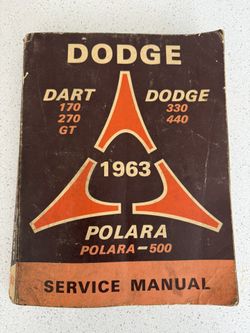 DODGE
DART DODGE
170 330
270 440
GT
1963
POLARA
POLARA-500
SERVICE MANUAL